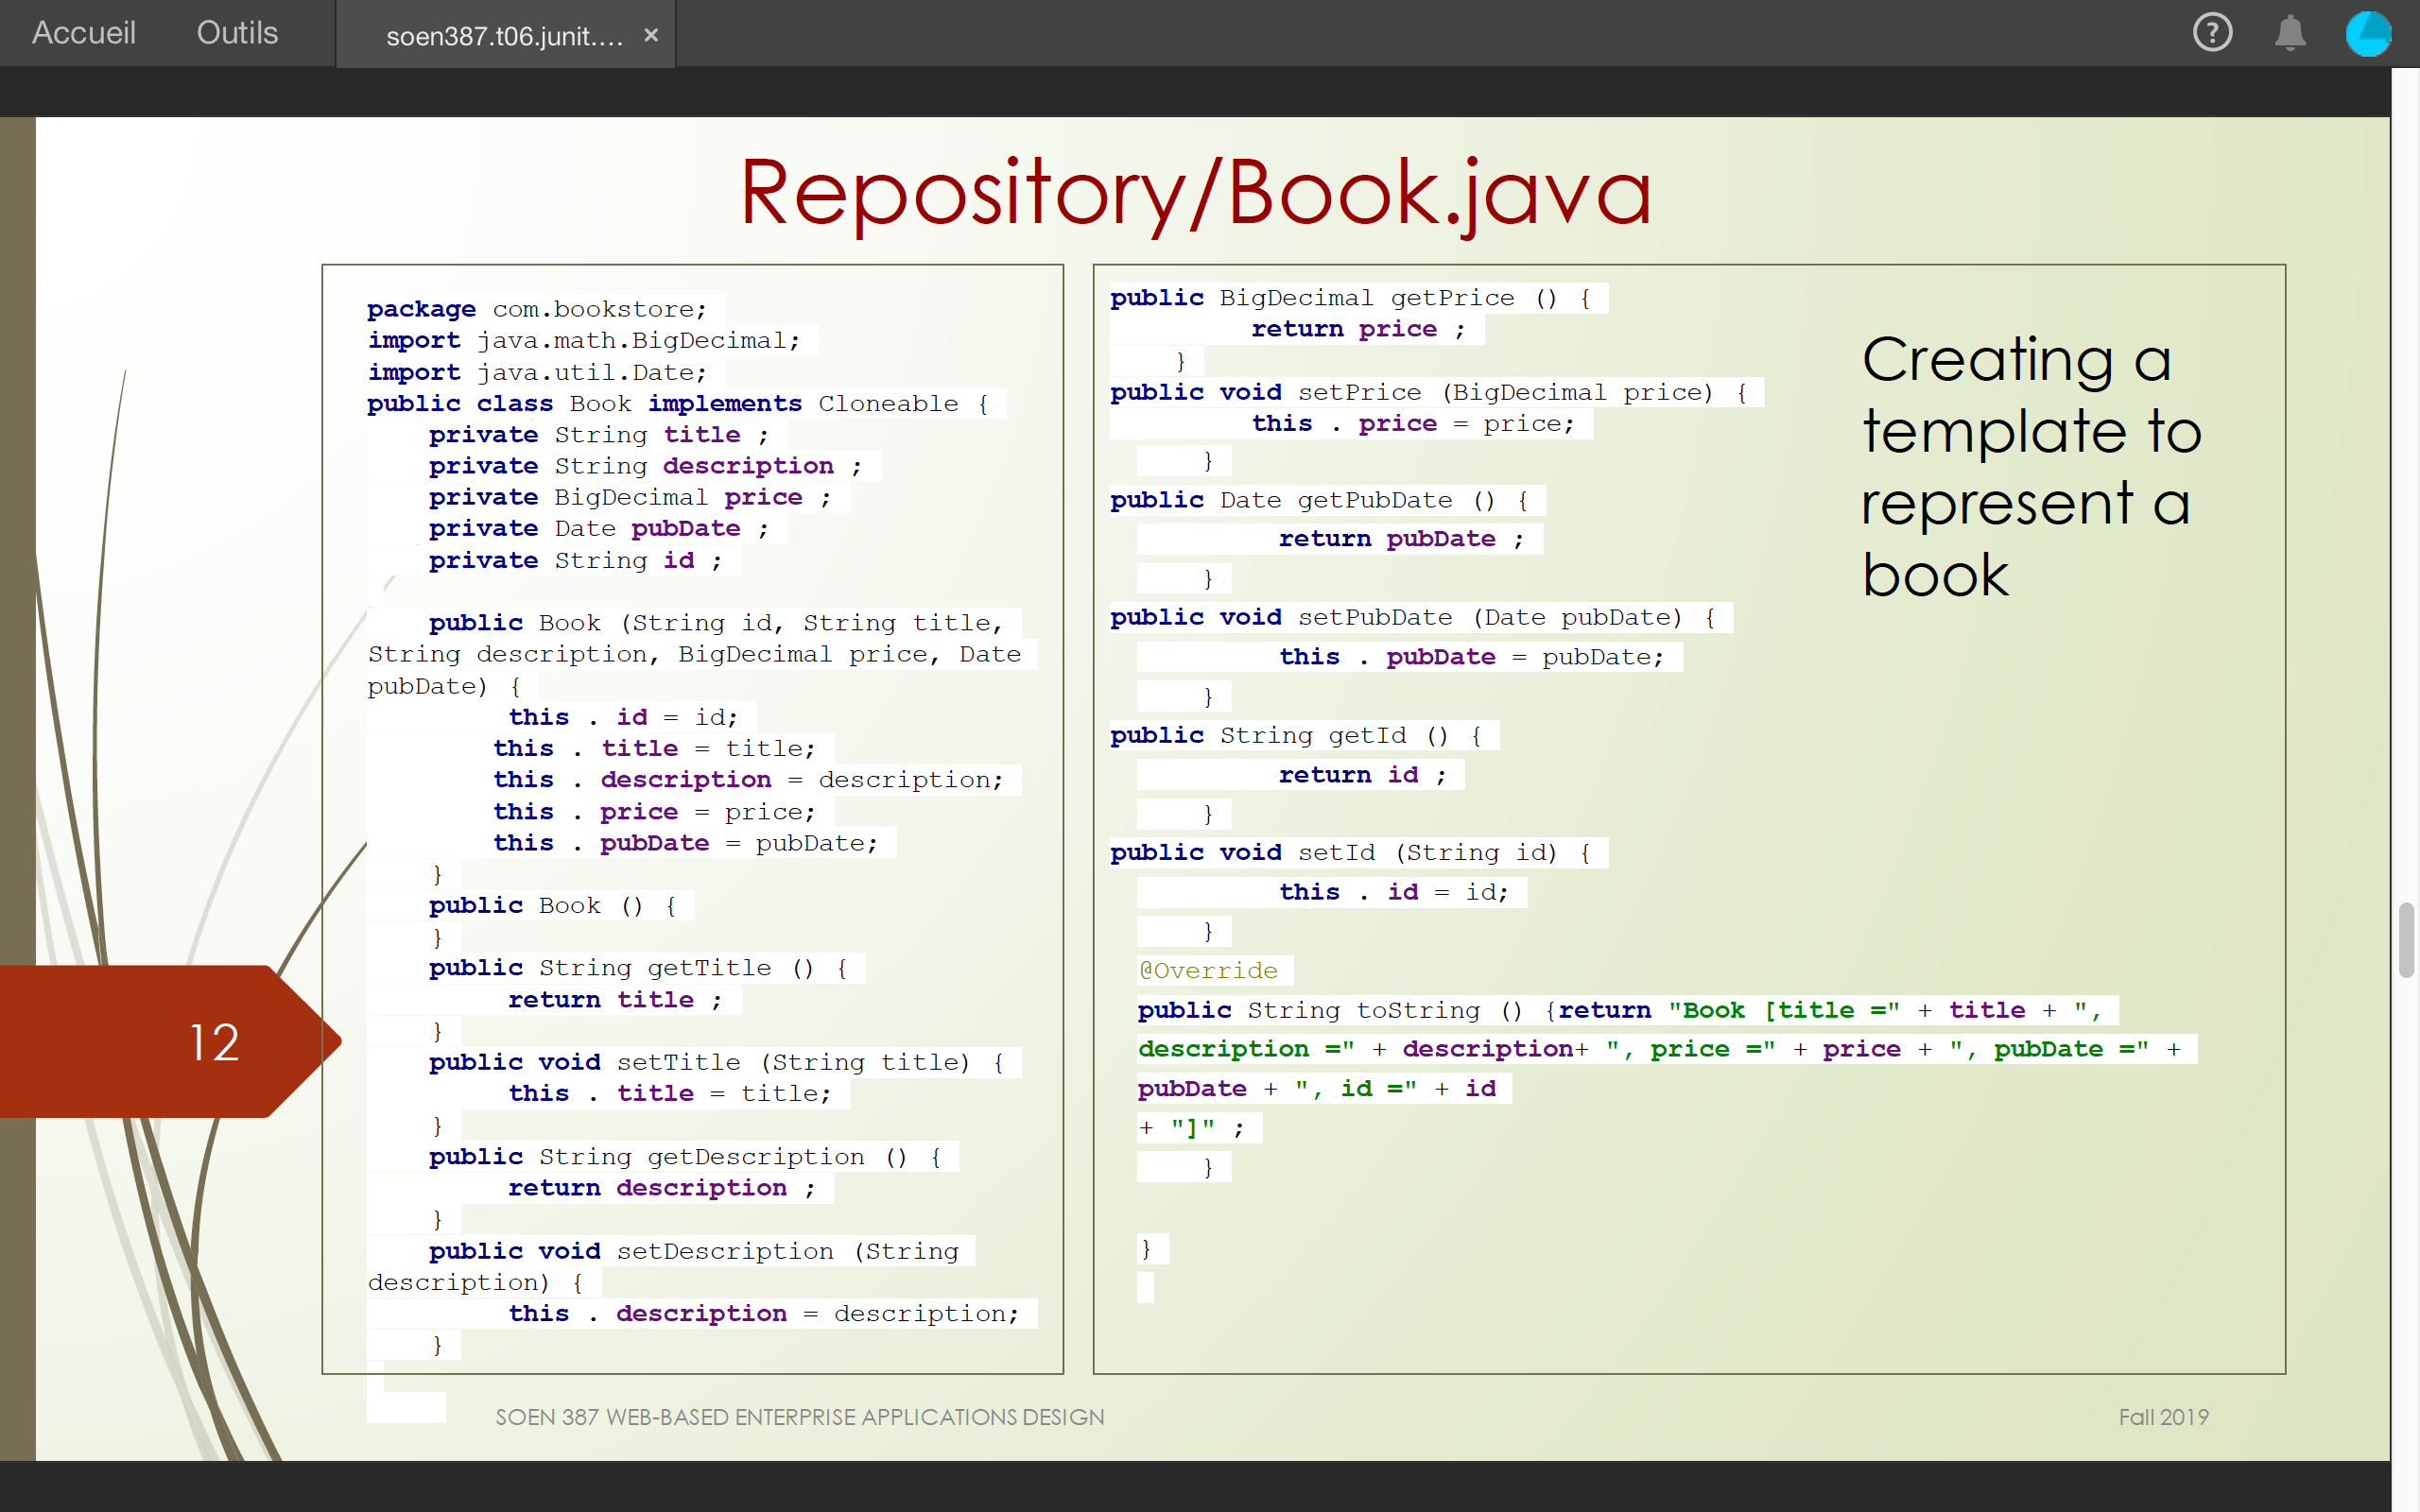 Accueil
Outils
soen387.t06.junit....
Repository/Book.java
package com.bookstore;
import java.math.BigDecimal;
import java.util.Date;
public class Book implements Cloneable {
private String title ;
private String description ;
private BigDecimal price ;
private Date pubDate ;
private String id ;
public Book (String id, String title,
String description, BigDecimal price, Date
pubDate) {
this . id = id;
this . title = title;
this . description = description;
this . price = price;
this . pubDate = pubDate;
}
public Book () {
}
public String getTitle () {
return title ;
}
public void setTitle (String title) {
this . title = title;
}
public String getDescription () {
return description ;
}
public void setDescription (String
description) {
this . description = description;
}
public BigDecimal getPrice () {
return price ;
}
public void setPrice (BigDecimal price) {
this . price = price;
}
public Date getPubDate () {
return pubDate ;
}
public void setPubDate (Date pubDate) {
this . pubDate = pubDate;
}
public String getId () {
return id ;
}
public void setId (String id) {
this . id = id;
}
@Override
public String toString () {return "Book [title =" + title + ",
description =" + description+ ", price =" + price + ", pubDate =" +
pubDate + ", id =" + id
+ "]" ;
}
}
Creating a
template to
represent a
book
12
SOEN 387 WEB-BASED ENTERPRISE APPLICATIONS DESIGN
Fall 2019